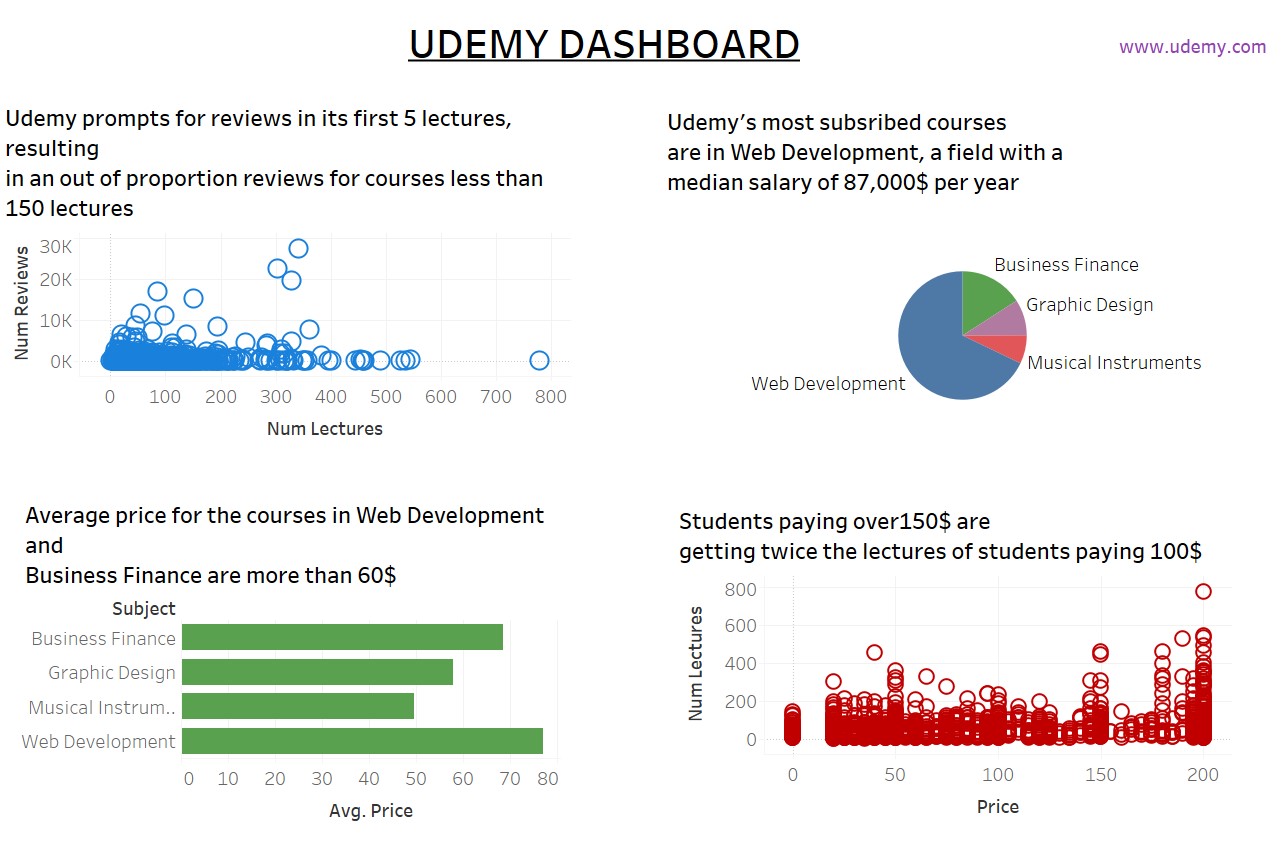 UDEMY DASHBOARD
www.udemy.com
Udemy prompts for reviews in its first 5 lectures,
resulting
in an out of proportion reviews for courses less than
150 lectures
30K
20K
10K
0K
Num Reviews
0 100 200 300 400 500 600 700 800
Num Lectures
Udemy’s most subsribed courses
are in Web Development, a field with a
median salary of 87,000$ per year
Business Finance
Graphic Design
Musical Instruments
Web Development
Average price for the courses in Web Development
and
Business Finance are more than 60$
Subject
Business Finance
Graphic Design
Musical Instrum..
Web Development
0 10 20 30 40 50 60 70 80
Avg. Price
Students paying over150$ are
getting twice the lectures of students paying 100$
800
600
400
200
0
Num Lectures
0 50 100 150 200
Price